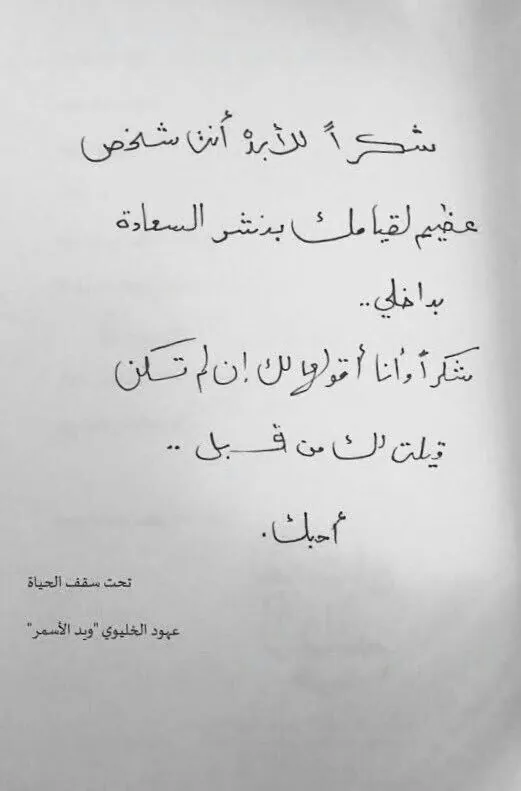 شكراً للأبد أنت شخص
عظيم لقيامك بنشر السعادة
بداخلي..
شكراً وأنا أقولها لك إن لم تكن
قيلت لك من قبل ..
أحبك.
تحت سقف الحياة
عهود الخليوي "وبد الأسمر"